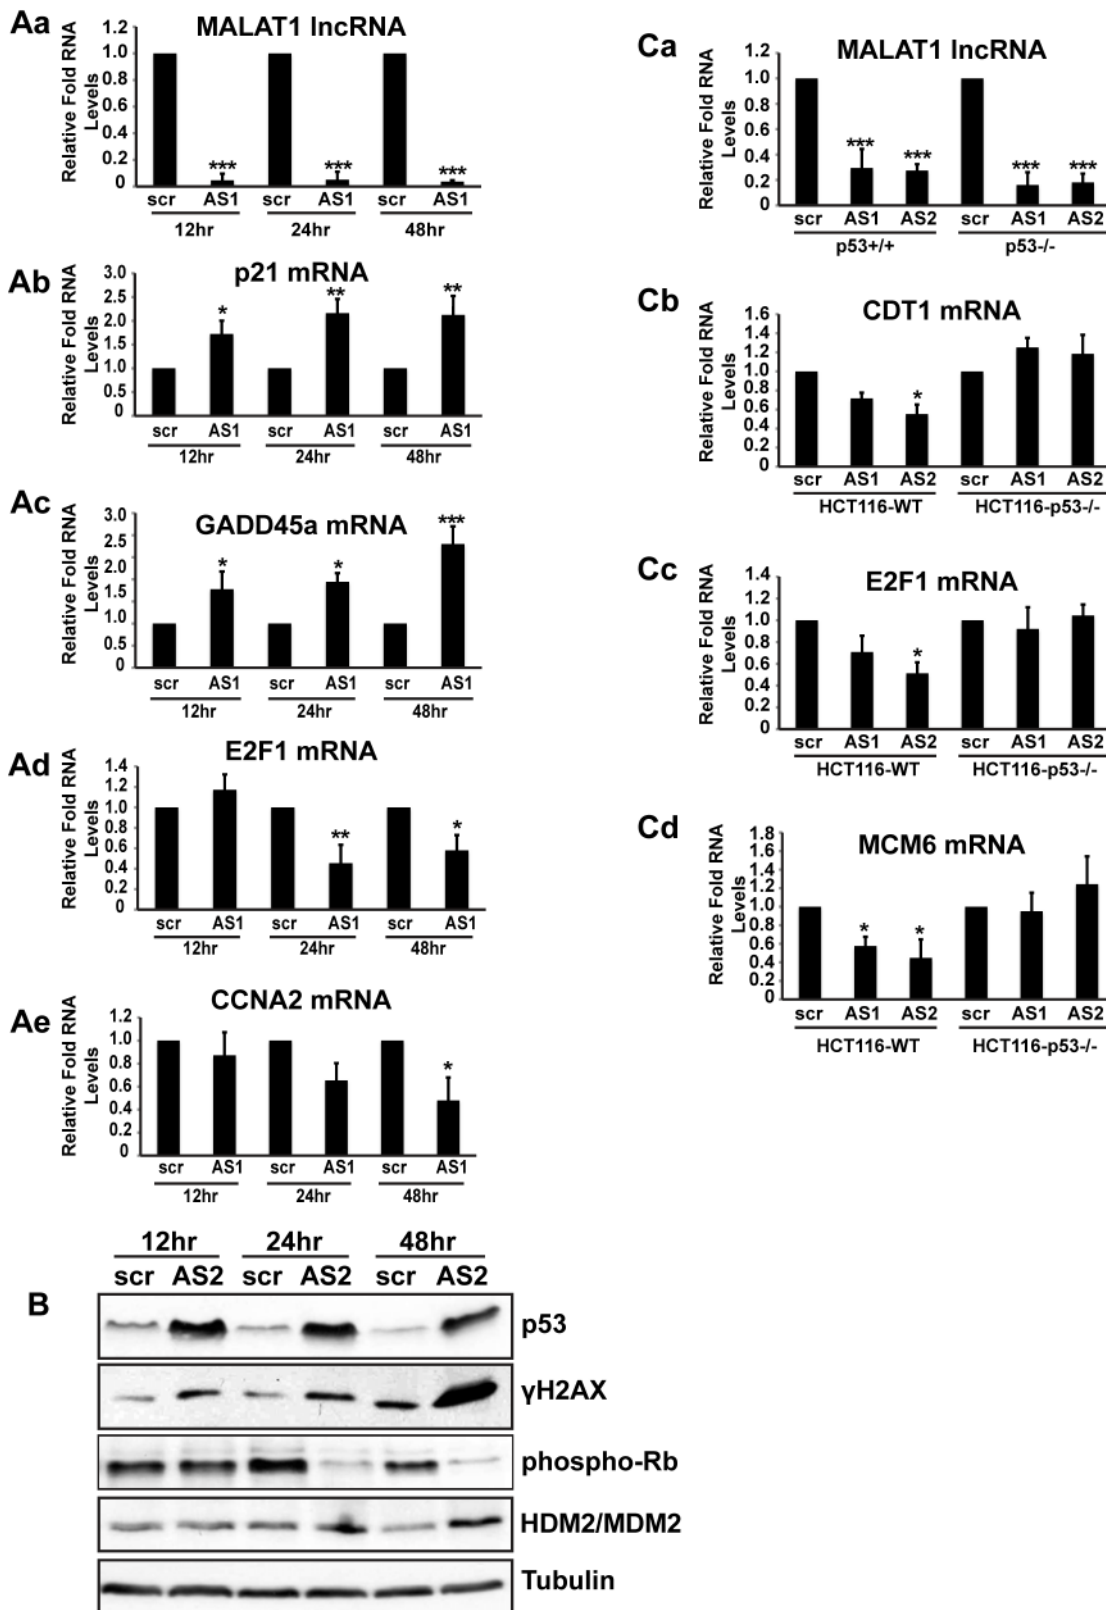 Aa
MALAT1 lncRNA
Relative Fold RNA
Levels
1.2
1.0
0.8
0.6
0.4
0.2
0
*** *** ***
scr AS1 scr AS1 scr AS1
12hr 24hr 48hr
Ab
p21 mRNA
Relative Fold RNA
Levels
3.0
2.5
2.0
1.5
1.0
0.5
0
* ** **
scr AS1 scr AS1 scr AS1
12hr 24hr 48hr
Ac
GADD45a mRNA
Relative Fold RNA
Levels
3.0
2.5
1.5
1.0
0.5
0
* * ***
scr AS1 scr AS1 scr AS1
12hr 24hr 48hr
Ad
E2F1 mRNA
Relative Fold RNA
Levels
1.4
1.2
1.0
0.8
0.6
0.4
0.2
0
** *
scr AS1 scr AS1 scr AS1
12hr 24hr 48hr
Ae
CCNA2 mRNA
Relative Fold RNA
Levels
1.2
1.0
0.8
0.6
0.4
0.2
0
*
scr AS1 scr AS1 scr AS1
12hr 24hr 48hr
B
12hr 24hr 48hr
scr AS2 scr AS2 scr AS2
p53
γH2AX
phospho-Rb
HDM2/MDM2
Tubulin
Ca
MALAT1 lncRNA
Relative Fold RNA
Levels
1.2
1.0
0.8
0.6
0.4
0.2
0
*** *** *** ***
scr AS1 AS2 scr AS1 AS2
p53+/+ p53-/-
Cb
CDT1 mRNA
Relative Fold RNA
Levels
1.6
1.4
1.2
1.0
0.8
0.6
0.4
0.2
0
*
scr AS1 AS2 scr AS1 AS2
HCT116-WT HCT116-p53-/-
Cc
E2F1 mRNA
Relative Fold RNA
Levels
1.4
1.2
1.0
0.8
0.6
0.4
0.2
0
*
scr AS1 AS2 scr AS1 AS2
HCT116-WT HCT116-p53-/-
Cd
MCM6 mRNA
Relative Fold RNA
Levels
1.8
1.6
1.2
1.0
0.6
0.4
0.2
0
* *
scr AS1 AS2 scr AS1 AS2
HCT116-WT HCT116-p53-/-